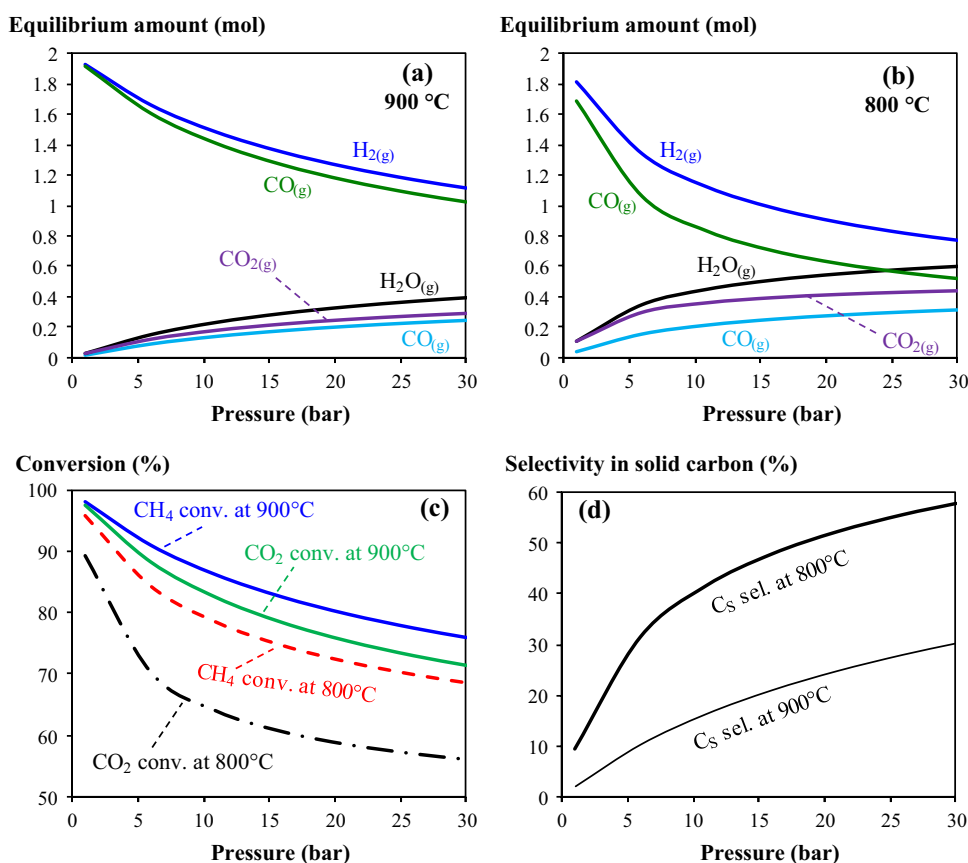 Equilibrium amount (mol)
2
1.8
1.6
1.4
1.2
1
0.8
0.6
0.4
0.2
0
(a)
900 °C
H2(g)
CO(g)
CO2(g)
H2O(g)
CO(g)
0 5 10 15 20 25 30
Pressure (bar)
Equilibrium amount (mol)
2
1.8
1.6
1.4
1.2
1
0.8
0.6
0.4
0.2
0
(b)
800 °C
H2(g)
CO(g)
H2O(g)
CO(g)
CO2(g)
0 5 10 15 20 25 30
Pressure (bar)
Conversion (%)
100
90
80
70
60
50
(c)
CH4 conv. at 900°C
CO2 conv. at 900°C
CH4 conv. at 800°C
CO2 conv. at 800°C
0 5 10 15 20 25 30
Pressure (bar)
Selectivity in solid carbon (%)
60
50
40
30
20
10
0
(d)
CS sel. at 800°C
CS sel. at 900°C
0 5 10 15 20 25 30
Pressure (bar)